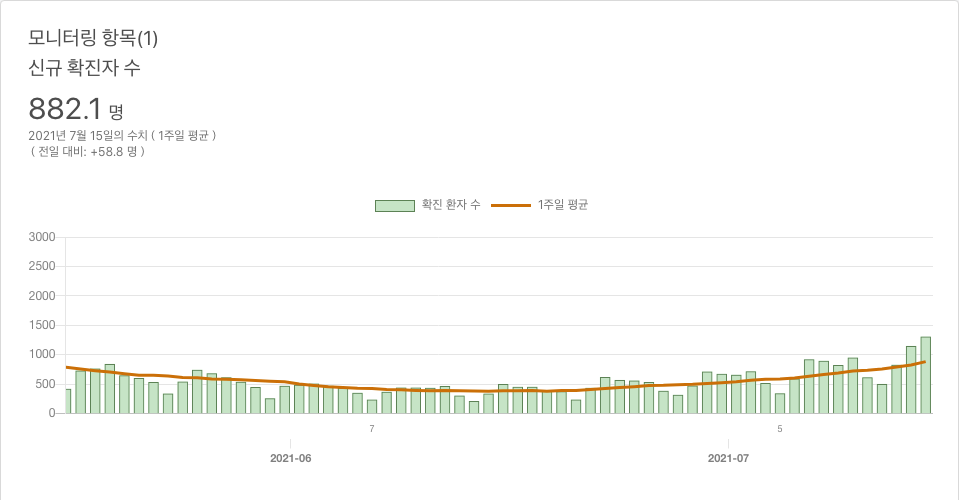 모니터링 항목(1)
신규 확진자 수
882.1 명
2021년 7월 15일의 수치 ( 1주일 평균 )
( 전일 대비: +58.8 명 )
확진 환자 수 1주일 평균
3000
2500
2000
1500
1000
500
0
7 5
2021-06 2021-07